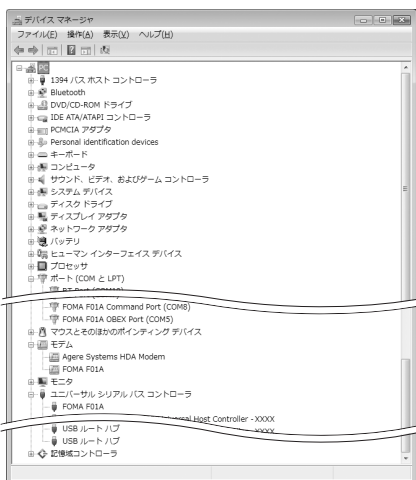 デバイス マネージャ
ファイル(F) 操作(A) 表示(V) ヘルプ(H)
PC
1394 バス ホスト コントローラ
Bluetooth
DVD/CD-ROM ドライブ
IDE ATA/ATAPI コントローラ
PCMCIA アダプタ
Personal identification devices
キーボード
コンピュータ
サウンド、ビデオ、およびゲーム コントローラ
システム デバイス
ディスク ドライブ
ディスプレイ アダプタ
ネットワーク アダプタ
バッテリ
ヒューマン インターフェイス デバイス
プロセッサ
ポート (COM と LPT)
BT Port
FOMA F01A Command Port (COM8)
FOMA F01A OBEX Port (COM5)
マウスとそのほかのポインティング デバイス
モデム
Agere Systems HDA Modem
FOMA F01A
モニタ
ユニバーサル シリアル バス コントローラ
FOMA F01A
Host Controller - XXXX
USB ルート ハブ
USB ルート ハブ
記憶域コントローラ